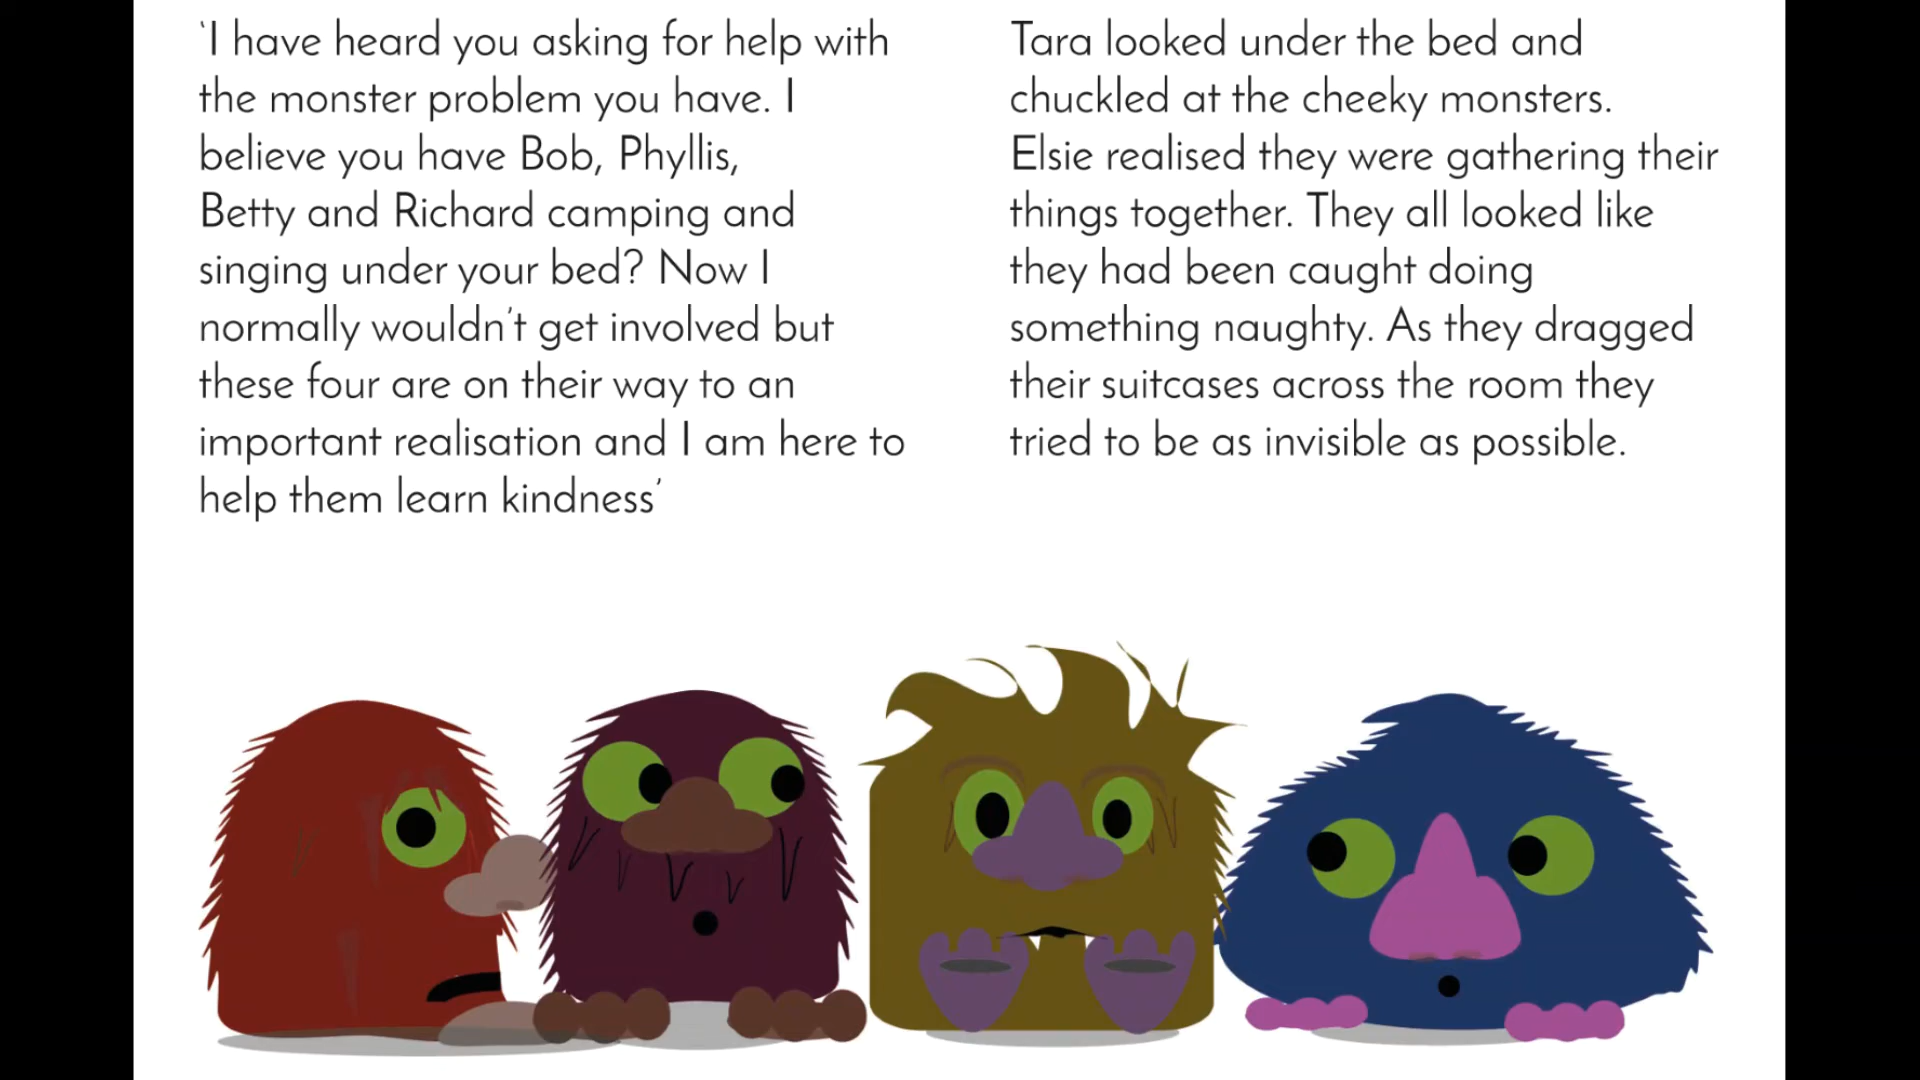 ‘I have heard you asking for help with
the monster problem you have. I
believe you have Bob, Phyllis,
Betty and Richard camping and
singing under your bed? Now I
normally wouldn’t get involved but
these four are on their way to an
important realisation and I am here to
help them learn kindness’
Tara looked under the bed and
chuckled at the cheeky monsters.
Elsie realised they were gathering their
things together. They all looked like
they had been caught doing
something naughty. As they dragged
their suitcases across the room they
tried to be as invisible as possible.